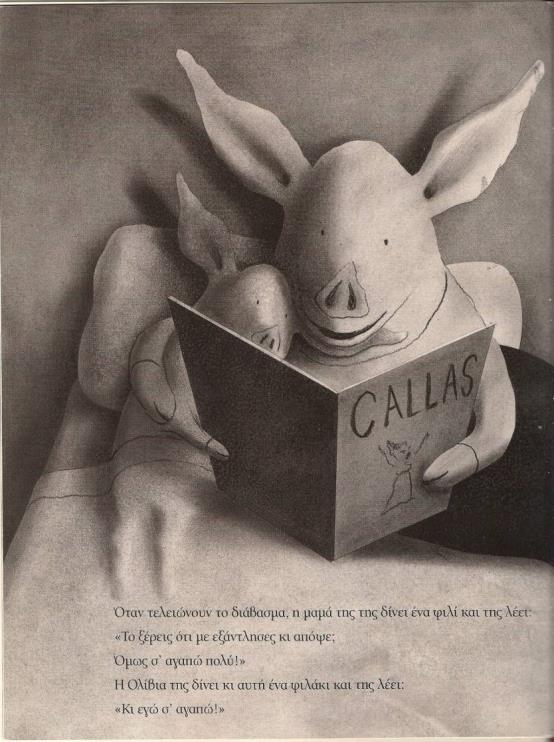 CALLAS
Όταν τελειώνουν το διάβασμα, η μαμά της της δίνει ένα φιλί και της λέει:
«Το ξέρεις ότι με εξάντλησες κι απόψε;
Όμως σ' αγαπώ πολύ!»
Η Ολίβια της δίνει κι αυτή ένα φιλάκι και της λέει:
«Κι εγώ σ' αγαπώ!»